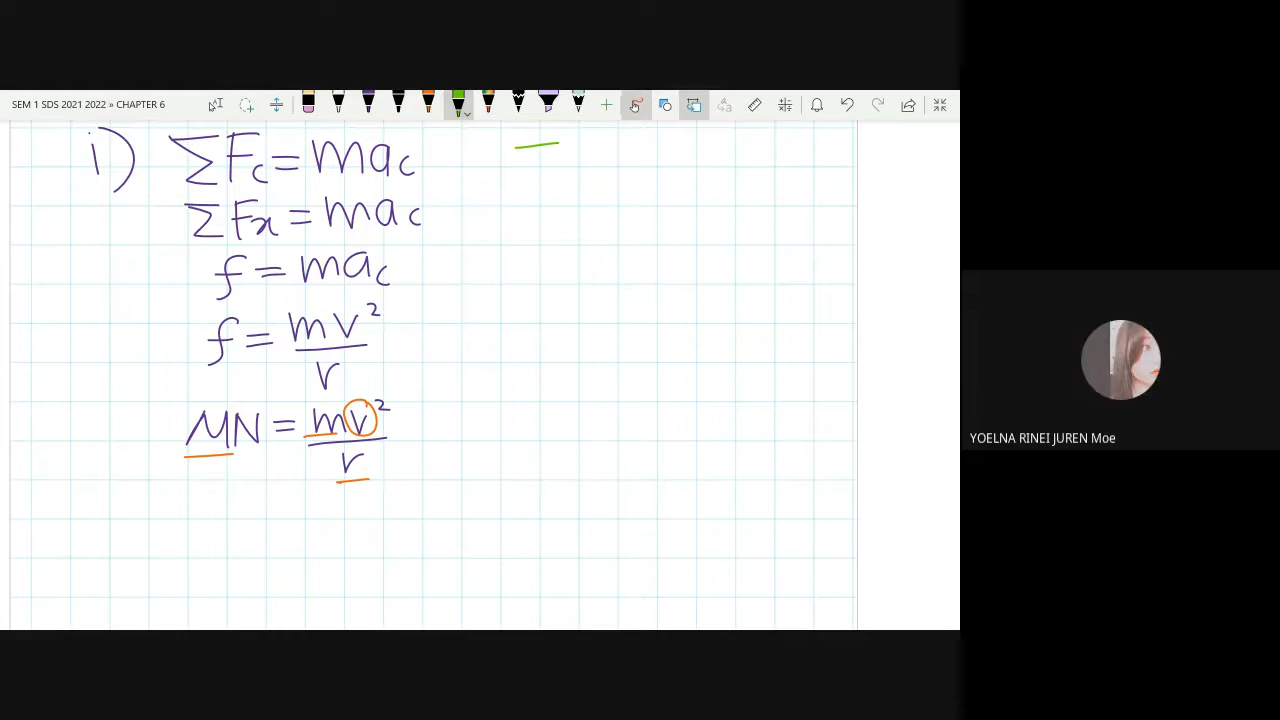 SEM 1 SDS 2021 2022 » CHAPTER 6
i) ΣFc = mac
ΣFx = mac
f = mac
f = mv²
r
μN = mv²
r
YOELNA RINEI JUREN Moe